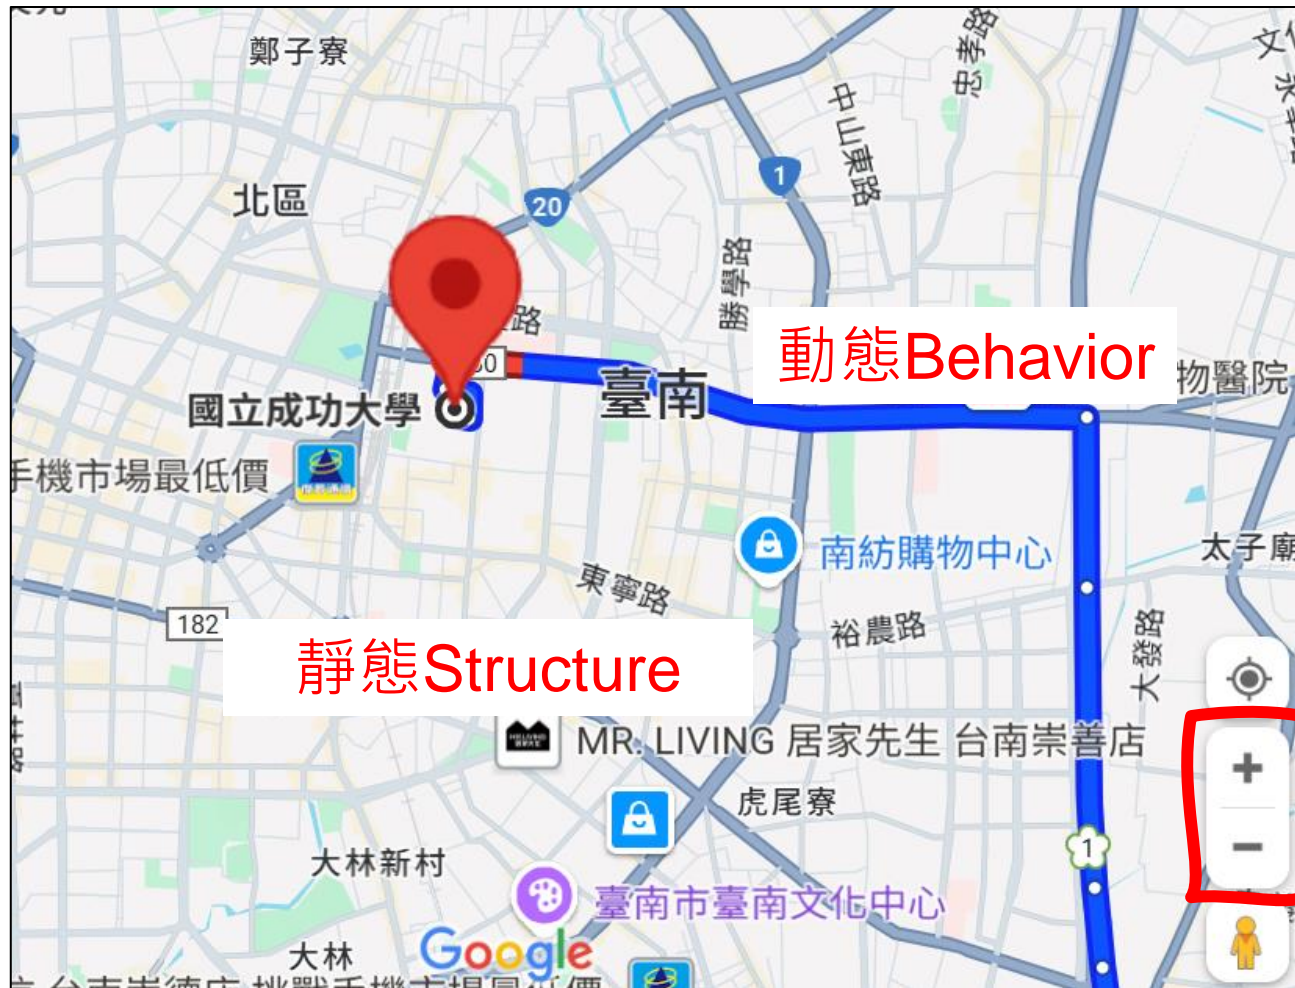 鄭子寮
忠孝路
中山東路
1
北區
20
勝學路
路
動態Behavior
物醫院
臺南
國立成功大學
手機市場最低價
南紡購物中心
太子廟
東寧路
182
裕農路
大發路
靜態Structure
MR. LIVING 居家先生 台南崇善店
虎尾寮
1
大林新村
臺南市臺南文化中心
大林
Google